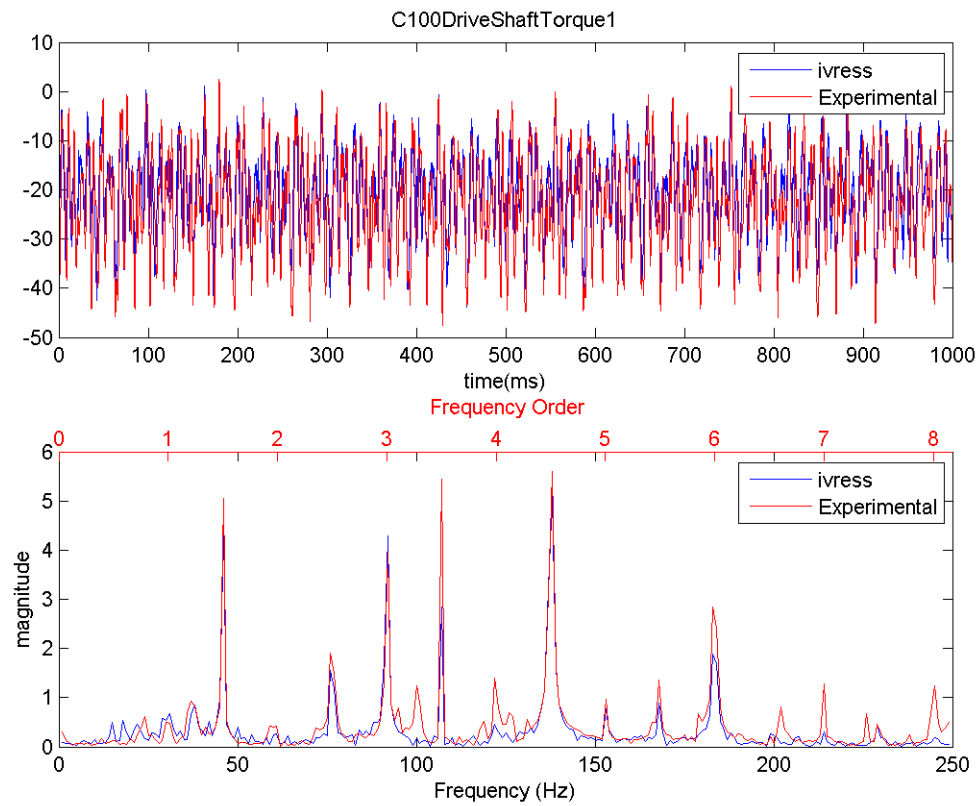 C100DriveShaftTorque1
10
0
-10
-20
-30
-40
-50
ivress
Experimental
0 100 200 300 400 500 600 700 800 900 1000
time(ms)
Frequency Order
0 1 2 3 4 5 6 7 8
6
5
4
3
2
1
0
magnitude
ivress
Experimental
0 50 100 150 200 250
Frequency (Hz)